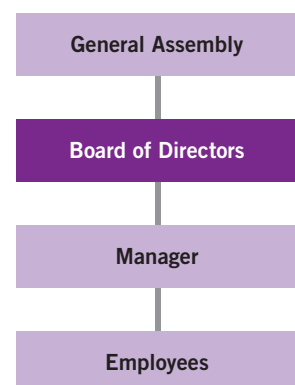 General Assembly
Board of Directors
Manager
Employees